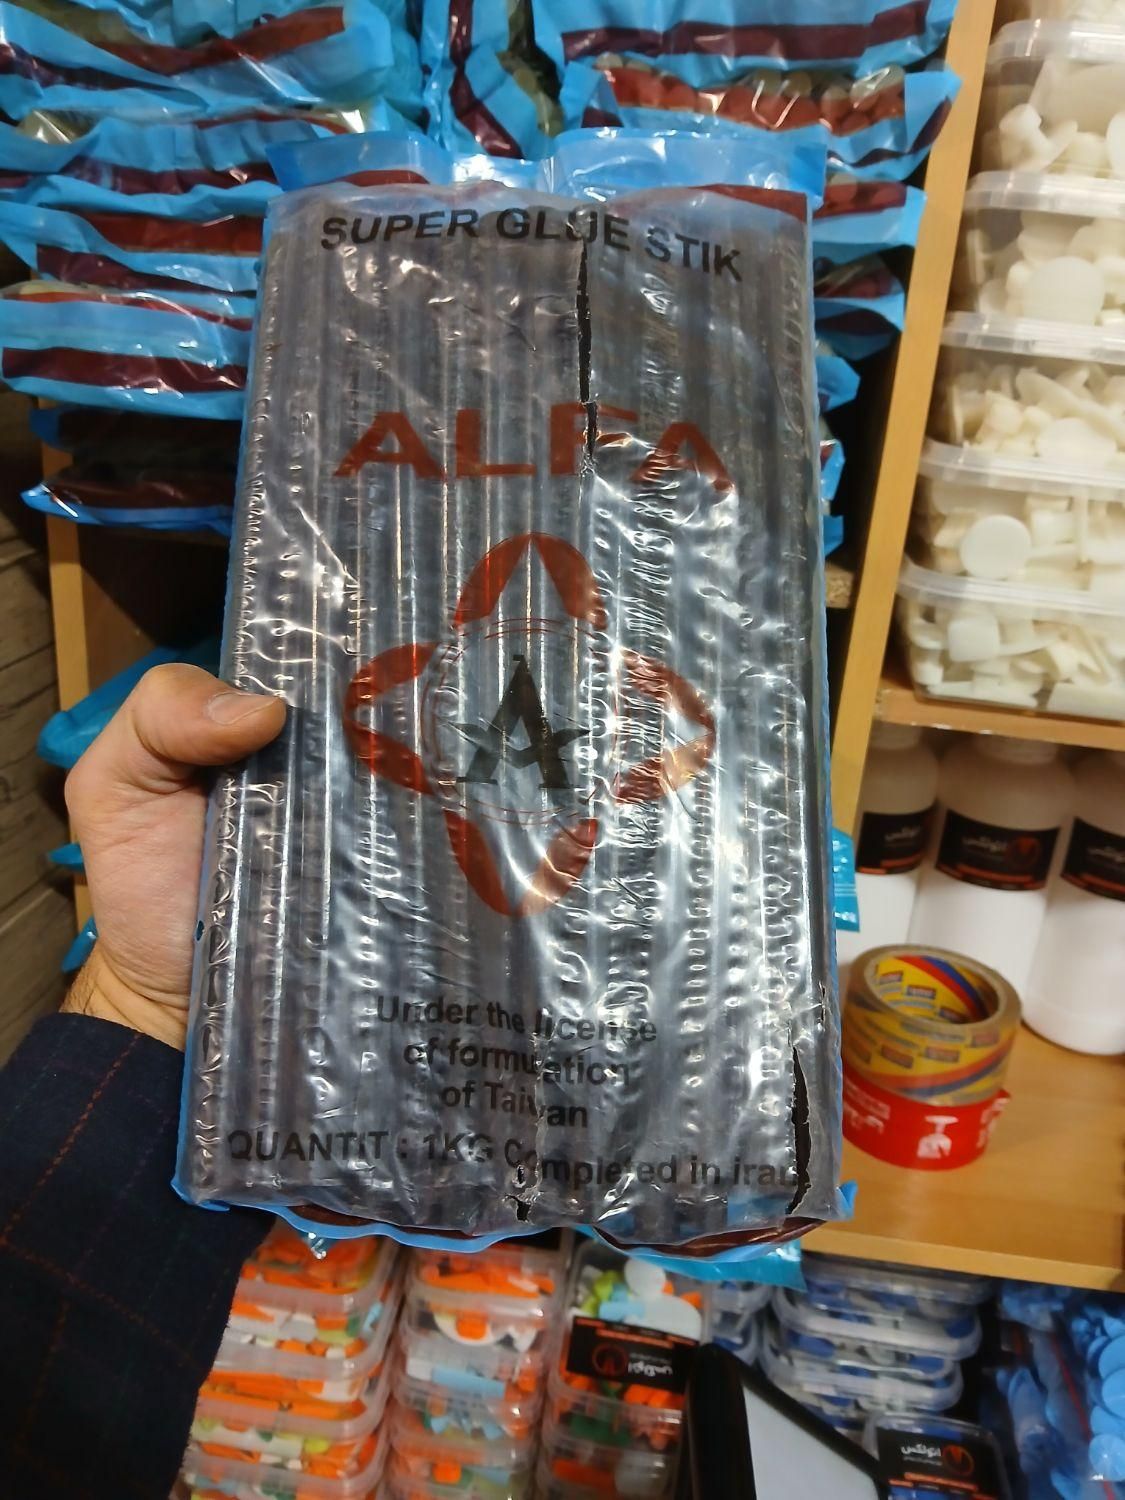 SUPER GLUE STIK
ALFA
A
Under the license
of formulation
of Taiwan
QUANTIT : 1KG Completed in iran